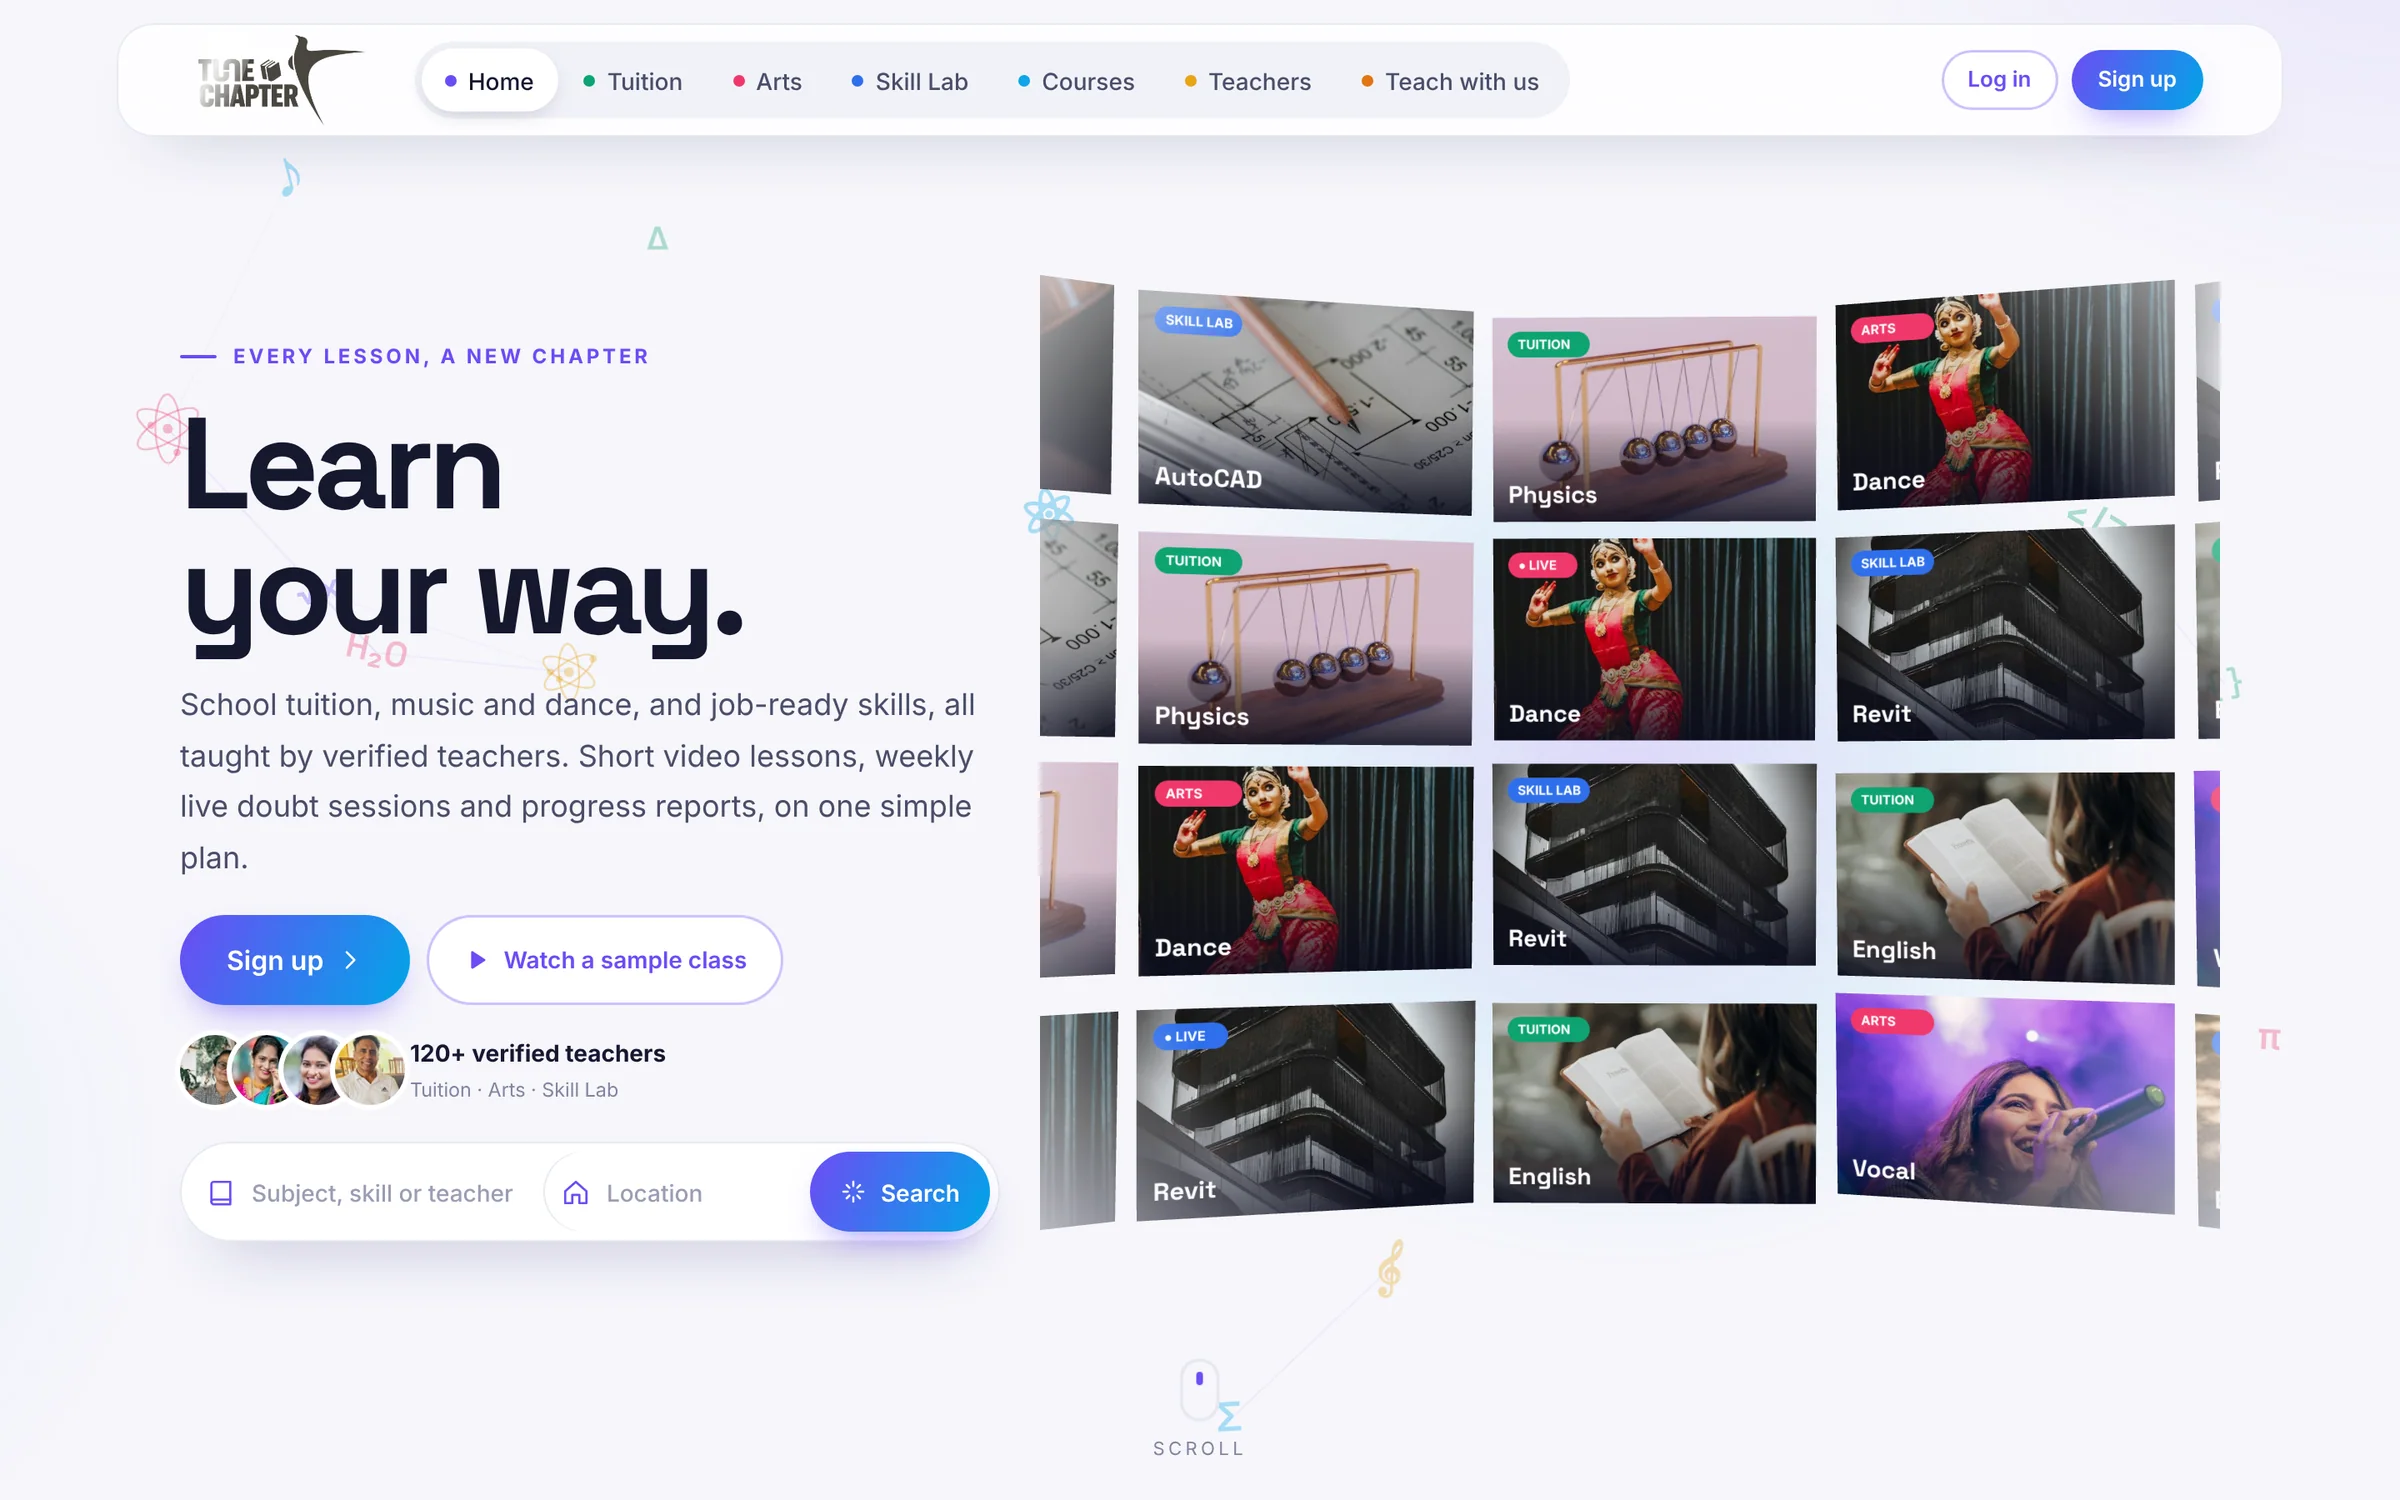 TUNE
CHAPTER
Home
Tuition
Arts
Skill Lab
Courses
Teachers
Teach with us
Log in
Sign up
♪
Δ
EVERY LESSON, A NEW CHAPTER
Learn
your way.
H₂O
School tuition, music and dance, and job-ready skills, all
taught by verified teachers. Short video lessons, weekly
live doubt sessions and progress reports, on one simple
plan.
Sign up
Watch a sample class
120+ verified teachers
Tuition · Arts · Skill Lab
Subject, skill or teacher
Location
Search
SKILL LAB
AutoCAD
TUITION
Physics
ARTS
Dance
</>
TUITION
Physics
• LIVE
Dance
SKILL LAB
Revit
}
ARTS
Dance
SKILL LAB
Revit
TUITION
English
• LIVE
Revit
TUITION
English
ARTS
Vocal
π
𝄞
Σ
SCROLL